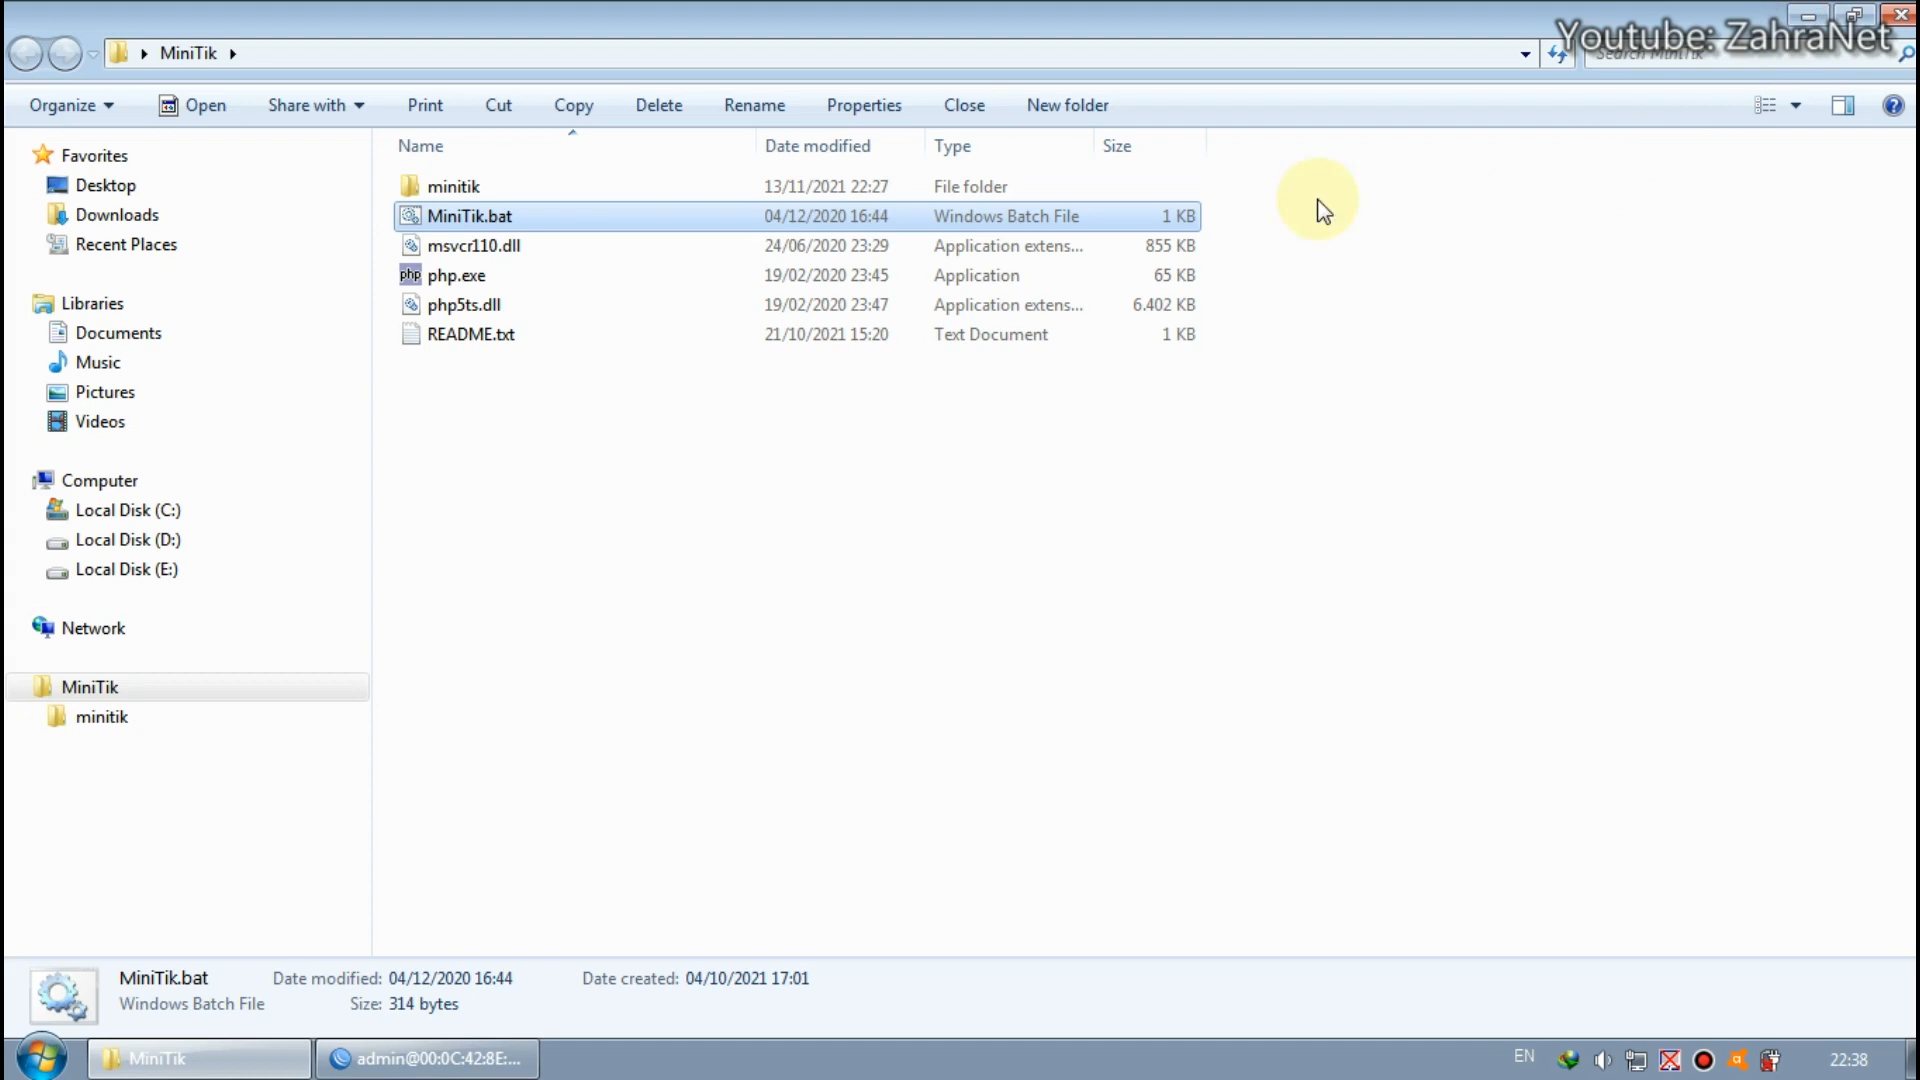 Youtube: ZahraNet
MiniTik
Search MiniTik
Organize Open Share with Print Cut Copy Delete Rename Properties Close New folder
Name Date modified Type Size
Favorites
Desktop
Downloads
Recent Places
Libraries
Documents
Music
Pictures
Videos
Computer
Local Disk (C:)
Local Disk (D:)
Local Disk (E:)
Network
MiniTik
minitik
minitik 13/11/2021 22:27 File folder
MiniTik.bat 04/12/2020 16:44 Windows Batch File 1 KB
msvcr110.dll 24/06/2020 23:29 Application extens... 855 KB
php php.exe 19/02/2020 23:45 Application 65 KB
php5ts.dll 19/02/2020 23:47 Application extens... 6.402 KB
README.txt 21/10/2021 15:20 Text Document 1 KB
MiniTik.bat Date modified: 04/12/2020 16:44 Date created: 04/10/2021 17:01
Windows Batch File Size: 314 bytes
MiniTik admin@00:0C:42:8E:... EN 22:38